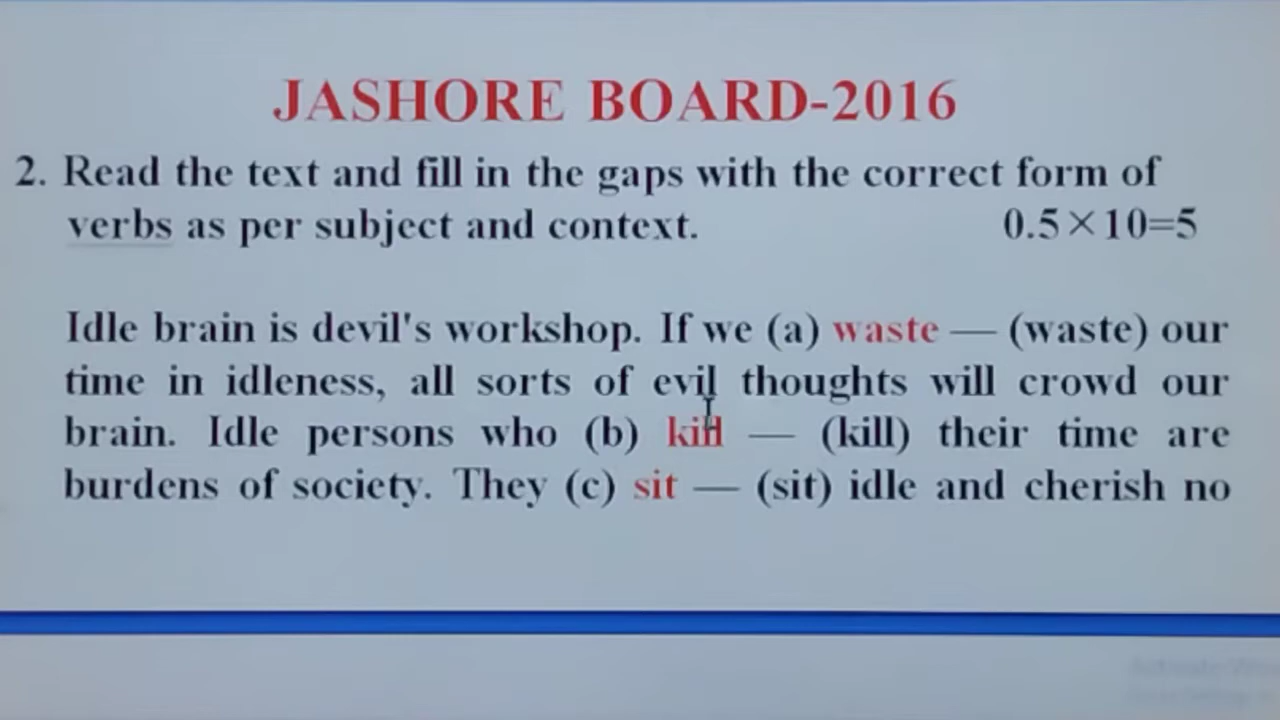 JASHORE BOARD-2016
2. Read the text and fill in the gaps with the correct form of
verbs as per subject and context. 0.5×10=5
Idle brain is devil's workshop. If we (a) waste — (waste) our
time in idleness, all sorts of evil thoughts will crowd our
brain. Idle persons who (b) kill — (kill) their time are
burdens of society. They (c) sit — (sit) idle and cherish no